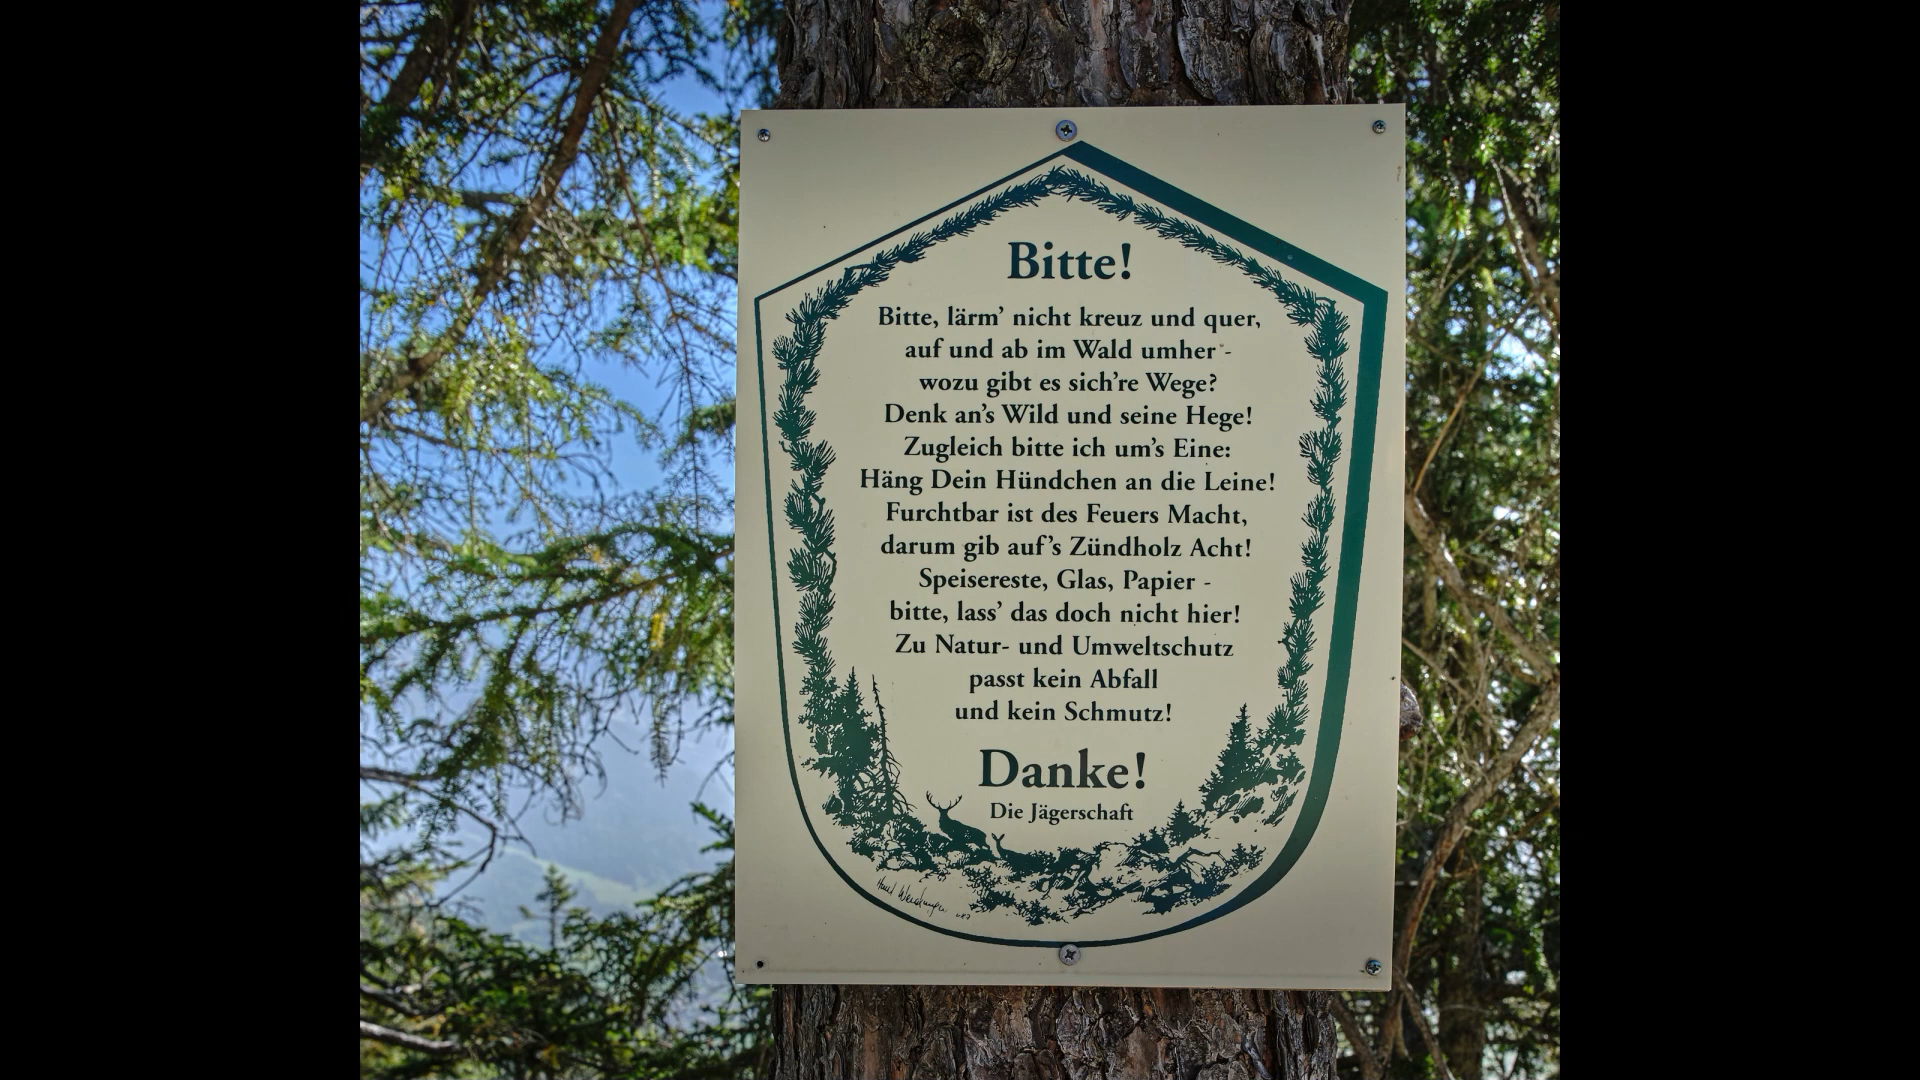 Bitte!
Bitte, lärm’ nicht kreuz und quer,
auf und ab im Wald umher -
wozu gibt es sich’re Wege?
Denk an’s Wild und seine Hege!
Zugleich bitte ich um’s Eine:
Häng Dein Hündchen an die Leine!
Furchtbar ist des Feuers Macht,
darum gib auf’s Zündholz Acht!
Speisereste, Glas, Papier -
bitte, lass’ das doch nicht hier!
Zu Natur- und Umweltschutz
passt kein Abfall
und kein Schmutz!
Danke!
Die Jägerschaft